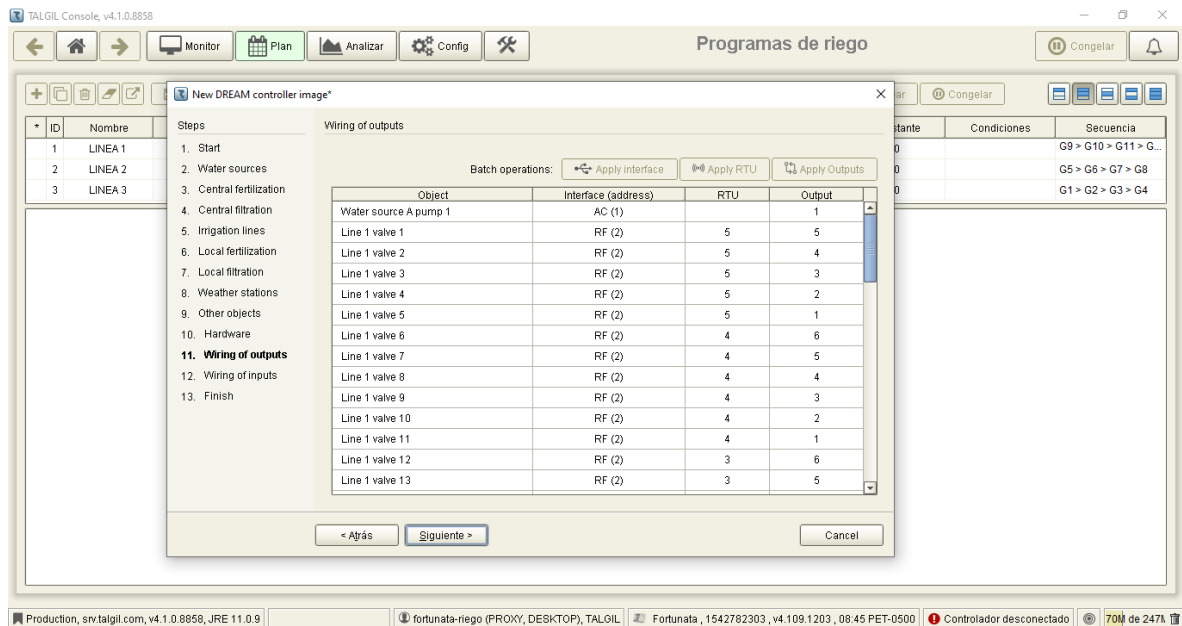 TALGIL Console, v4.1.0.8858
Monitor Plan Analizar Config Programas de riego Congelar
New DREAM controller image* ar Congelar
* ID Nombre stante Condiciones Secuencia
1 LINEA 1 0 G9 > G10 > G11 > G...
2 LINEA 2 0 G5 > G6 > G7 > G8
3 LINEA 3 0 G1 > G2 > G3 > G4
Steps
1. Start
2. Water sources
3. Central fertilization
4. Central filtration
5. Irrigation lines
6. Local fertilization
7. Local filtration
8. Weather stations
9. Other objects
10. Hardware
11. Wiring of outputs
12. Wiring of inputs
13. Finish
Wiring of outputs
Batch operations: Apply interface Apply RTU Apply Outputs
Object Interface (address) RTU Output
Water source A pump 1 AC (1) 1
Line 1 valve 1 RF (2) 5 5
Line 1 valve 2 RF (2) 5 4
Line 1 valve 3 RF (2) 5 3
Line 1 valve 4 RF (2) 5 2
Line 1 valve 5 RF (2) 5 1
Line 1 valve 6 RF (2) 4 6
Line 1 valve 7 RF (2) 4 5
Line 1 valve 8 RF (2) 4 4
Line 1 valve 9 RF (2) 4 3
Line 1 valve 10 RF (2) 4 2
Line 1 valve 11 RF (2) 4 1
Line 1 valve 12 RF (2) 3 6
Line 1 valve 13 RF (2) 3 5
< Atrás Siguiente > Cancel
Production, srv.talgil.com, v4.1.0.8858, JRE 11.0.9 fortunata-riego (PROXY, DESKTOP), TALGIL Fortunata , 1542782303 , v4.109.1203 , 08:45 PET-0500 Controlador desconectado 70M de 247M